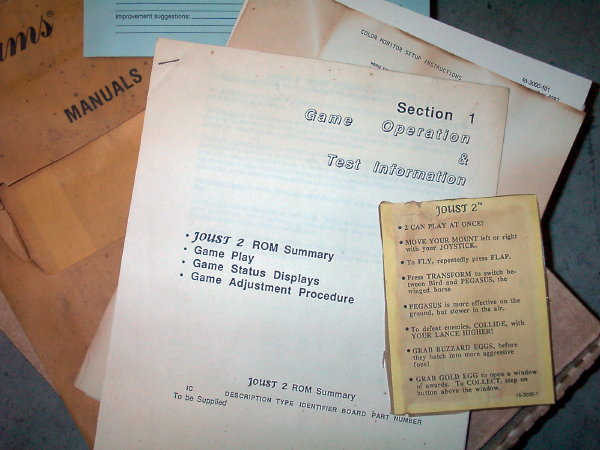 Improvement suggestions:
ams®
MANUALS
COLOR MONITOR SETUP INSTRUCTIONS
16-3000-101
Section 1
Game Operation
&
Test Information
• JOUST 2 ROM Summary
• Game Play
• Game Status Displays
• Game Adjustment Procedure
JOUST 2 ROM Summary
IC DESCRIPTION TYPE IDENTIFIER BOARD PART NUMBER
To be Supplied
JOUST 2™
• 2 CAN PLAY AT ONCE!
• MOVE YOUR MOUNT left or right
with your JOYSTICK.
• To FLY, repeatedly press FLAP.
• Press TRANSFORM to switch be-
tween Bird and PEGASUS, the
winged horse
• PEGASUS is more effective on the
ground, but slower in the air.
• To defeat enemies, COLLIDE, with
YOUR LANCE HIGHER!
• GRAB BUZZARD EGGS, before
they hatch into more aggressive
foes!
• GRAB GOLD EGG to open a window
of awards. To COLLECT, step on
button above the window.